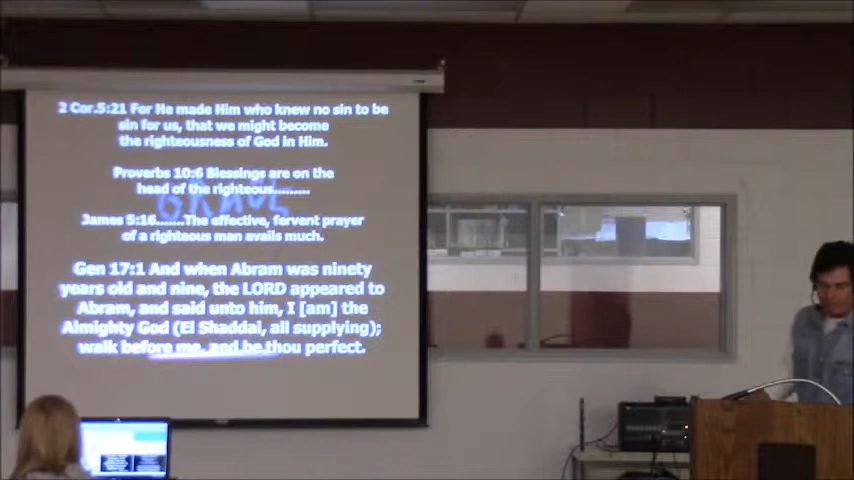 2 Cor.5:21 For He made Him who knew no sin to be
sin for us, that we might become
the righteousness of God in Him.
Proverbs 10:6 Blessings are on the
head of the righteous.........
James 5:16.......The effective, fervent prayer
of a righteous man avails much.
Gen 17:1 And when Abram was ninety
years old and nine, the LORD appeared to
Abram, and said unto him, I [am] the
Almighty God (El Shaddai, all supplying);
walk before me, and be thou perfect.